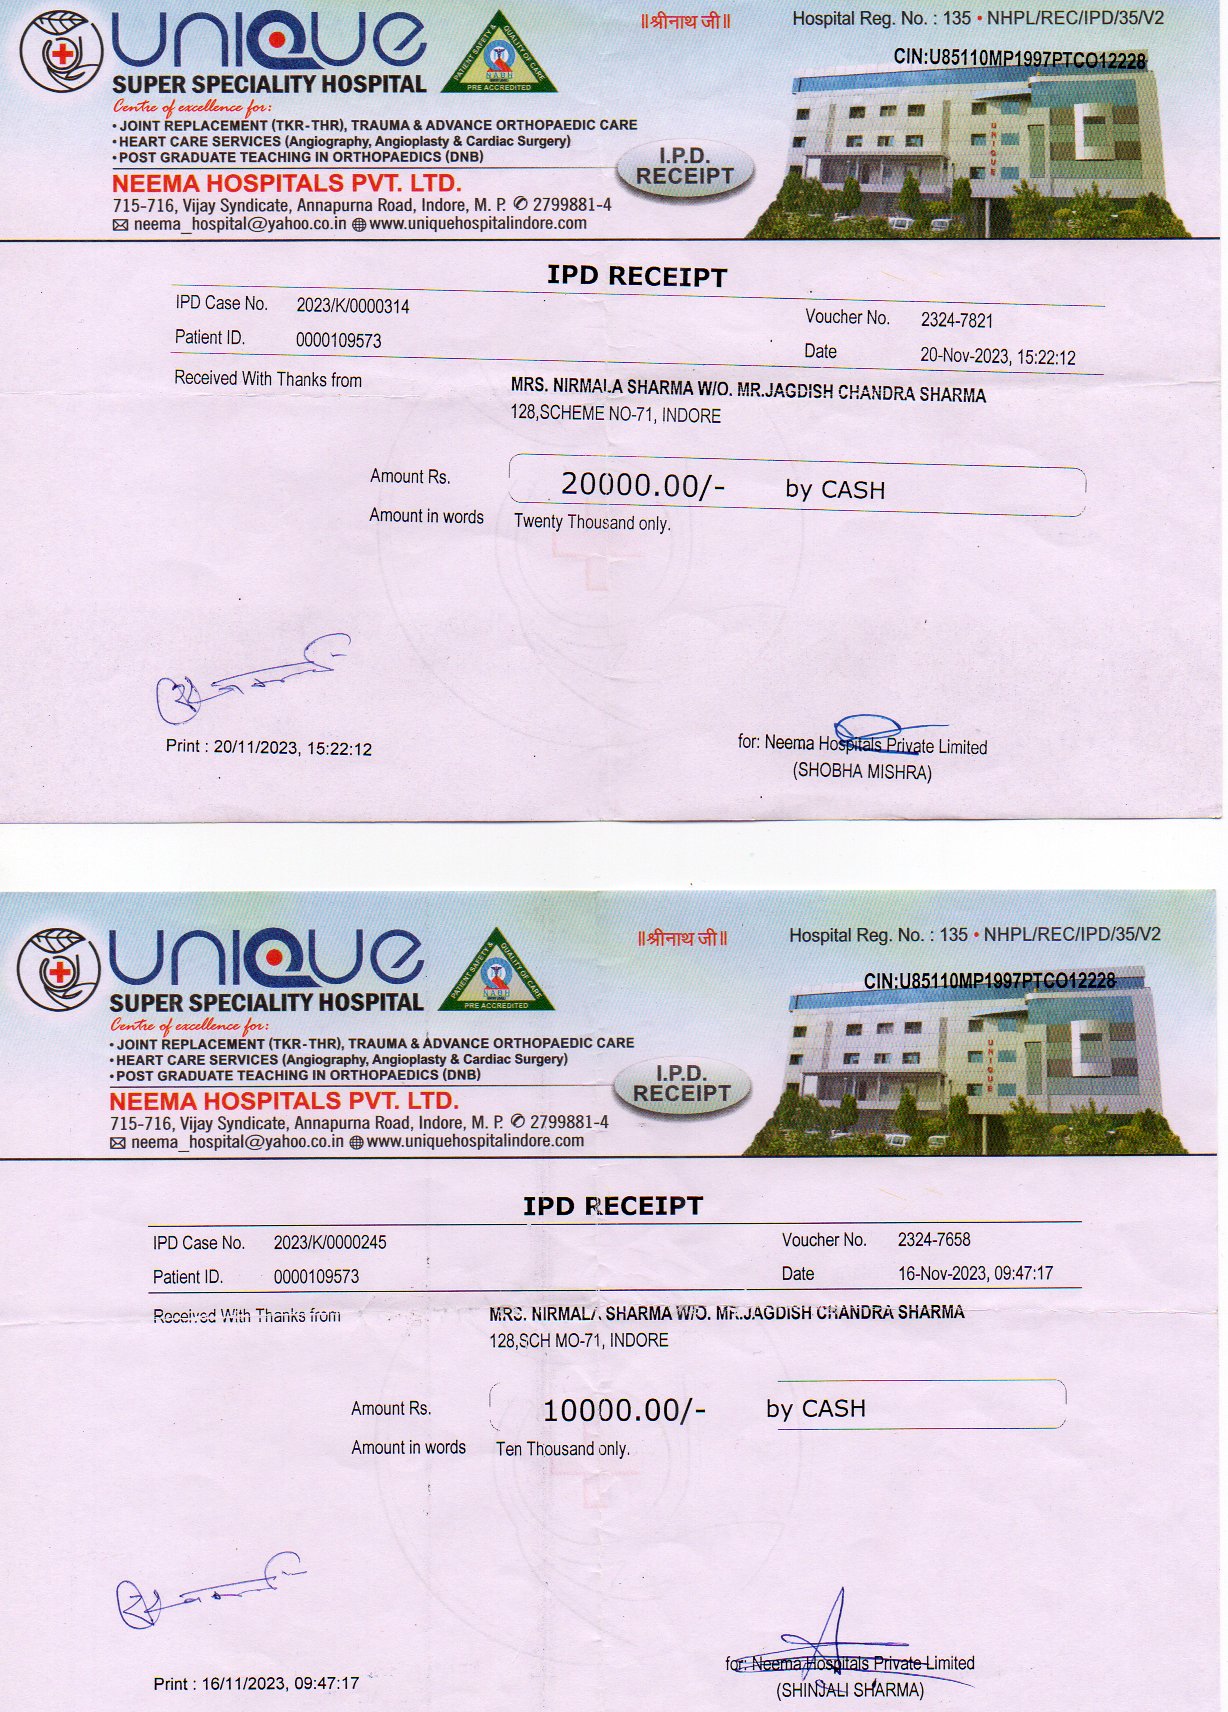 UNIQUE
SUPER SPECIALITY HOSPITAL
PATIENT SAFETY & QUALITY OF CARE
NABH
PRE ACCREDITED
Centre of excellence for:
• JOINT REPLACEMENT (TKR-THR), TRAUMA & ADVANCE ORTHOPAEDIC CARE
• HEART CARE SERVICES (Angiography, Angioplasty & Cardiac Surgery)
• POST GRADUATE TEACHING IN ORTHOPAEDICS (DNB)
NEEMA HOSPITALS PVT. LTD.
715-716, Vijay Syndicate, Annapurna Road, Indore, M. P. ✆ 2799881-4
✉ neema_hospital@yahoo.co.in www.uniquehospitalindore.com
॥श्रीनाथ जी॥
Hospital Reg. No. : 135 • NHPL/REC/IPD/35/V2
CIN:U85110MP1997PTCO12228
UNIQUE
I.P.D.
RECEIPT
IPD RECEIPT
IPD Case No. 2023/K/0000314
Voucher No. 2324-7821
Patient ID. 0000109573
Date 20-Nov-2023, 15:22:12
Received With Thanks from MRS. NIRMALA SHARMA W/O. MR.JAGDISH CHANDRA SHARMA
128,SCHEME NO-71, INDORE
Amount Rs. 20000.00/- by CASH
Amount in words Twenty Thousand only.
Print : 20/11/2023, 15:22:12
for: Neema Hospitals Private Limited
(SHOBHA MISHRA)
UNIQUE
SUPER SPECIALITY HOSPITAL
PATIENT SAFETY & QUALITY OF CARE
NABH
PRE ACCREDITED
Centre of excellence for:
• JOINT REPLACEMENT (TKR-THR), TRAUMA & ADVANCE ORTHOPAEDIC CARE
• HEART CARE SERVICES (Angiography, Angioplasty & Cardiac Surgery)
• POST GRADUATE TEACHING IN ORTHOPAEDICS (DNB)
NEEMA HOSPITALS PVT. LTD.
715-716, Vijay Syndicate, Annapurna Road, Indore, M. P. ✆ 2799881-4
✉ neema_hospital@yahoo.co.in www.uniquehospitalindore.com
॥श्रीनाथ जी॥
Hospital Reg. No. : 135 • NHPL/REC/IPD/35/V2
CIN:U85110MP1997PTCO12228
UNIQUE
I.P.D.
RECEIPT
IPD RECEIPT
IPD Case No. 2023/K/0000245
Voucher No. 2324-7658
Patient ID. 0000109573
Date 16-Nov-2023, 09:47:17
Received With Thanks from MRS. NIRMALA SHARMA W/O. MR.JAGDISH CHANDRA SHARMA
128,SCH MO-71, INDORE
Amount Rs. 10000.00/- by CASH
Amount in words Ten Thousand only.
Print : 16/11/2023, 09:47:17
for: Neema Hospitals Private Limited
(SHINJALI SHARMA)